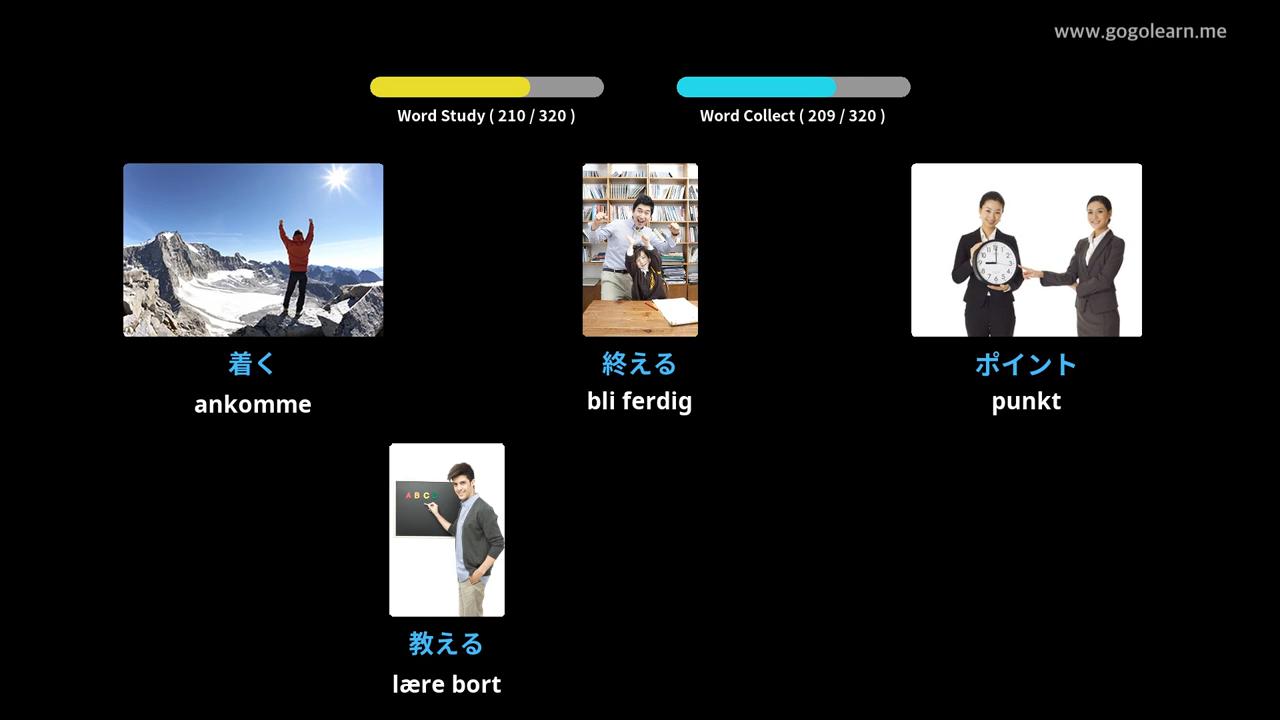 www.gogolearn.me
Word Study ( 210 / 320 )
Word Collect ( 209 / 320 )
着く
ankomme
終える
bli ferdig
ポイント
punkt
A B C
教える
lære bort